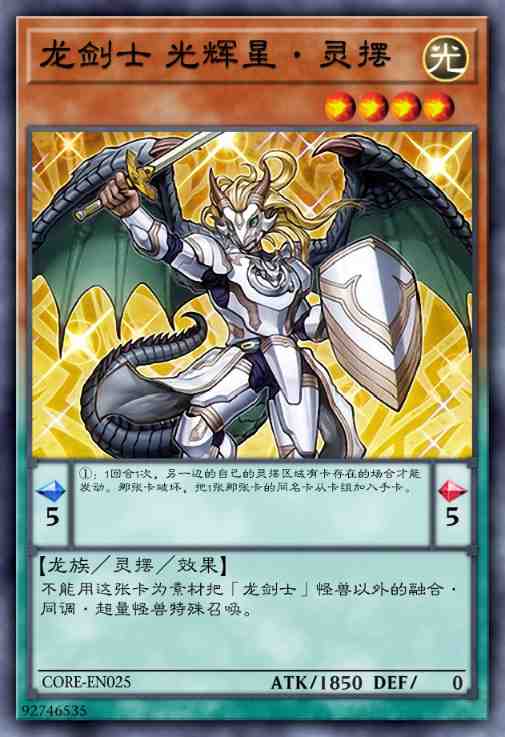 龙剑士 光辉星·灵摆
光
①：1回合1次，另一边的自己的灵摆区域有卡存在的场合才能
发动。那张卡破坏，把1张那张卡的同名卡从卡组加入手卡。
5
5
【龙族／灵摆／效果】
不能用这张卡为素材把「龙剑士」怪兽以外的融合·
同调·超量怪兽特殊召唤。
CORE-EN025
ATK/1850 DEF/ 0
92746535